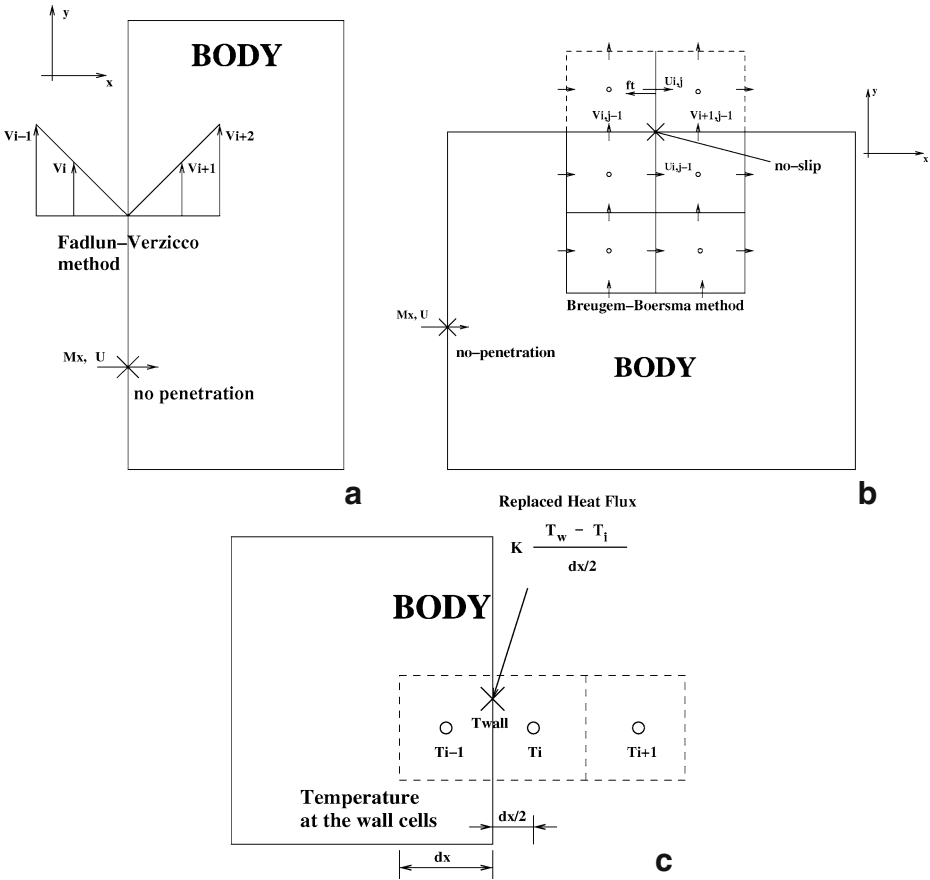 y
x
BODY
Vi−1
Vi
Vi+1
Vi+2
Fadlun−Verzicco
method
Mx, U
no penetration
a
ft
Ui,j
Vi,j−1
Vi+1,j−1
Ui,j−1
no−slip
y
x
Breugem−Boersma method
Mx, U
no−penetration
BODY
b
Replaced Heat Flux
K
Tw − Ti
dx/2
BODY
Twall
Ti−1
Ti
Ti+1
Temperature
at the wall cells
dx/2
dx
c